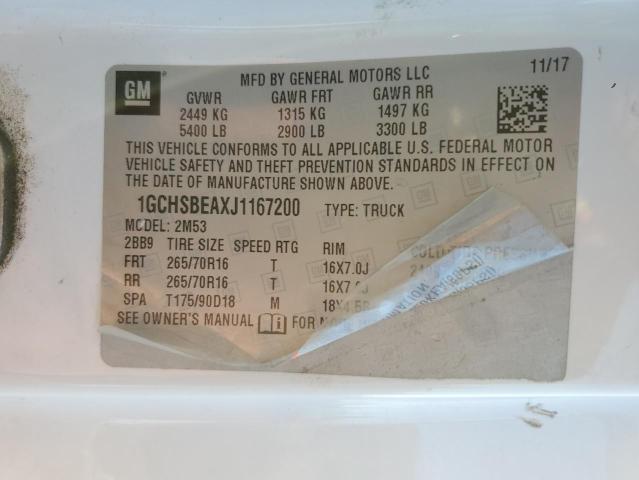 GM
MFD BY GENERAL MOTORS LLC 11/17
GVWR GAWR FRT GAWR RR
2449 KG 1315 KG 1497 KG
5400 LB 2900 LB 3300 LB
THIS VEHICLE CONFORMS TO ALL APPLICABLE U.S. FEDERAL MOTOR
VEHICLE SAFETY AND THEFT PREVENTION STANDARDS IN EFFECT ON
THE DATE OF MANUFACTURE SHOWN ABOVE.
1GCHSBEAXJ1167200 TYPE: TRUCK
MODEL: 2M53
2BB9 TIRE SIZE SPEED RTG RIM
FRT 265/70R16 T 16X7.0J
RR 265/70R16 T
SPA T175/90D18 M
SEE OWNER'S MANUAL FOR